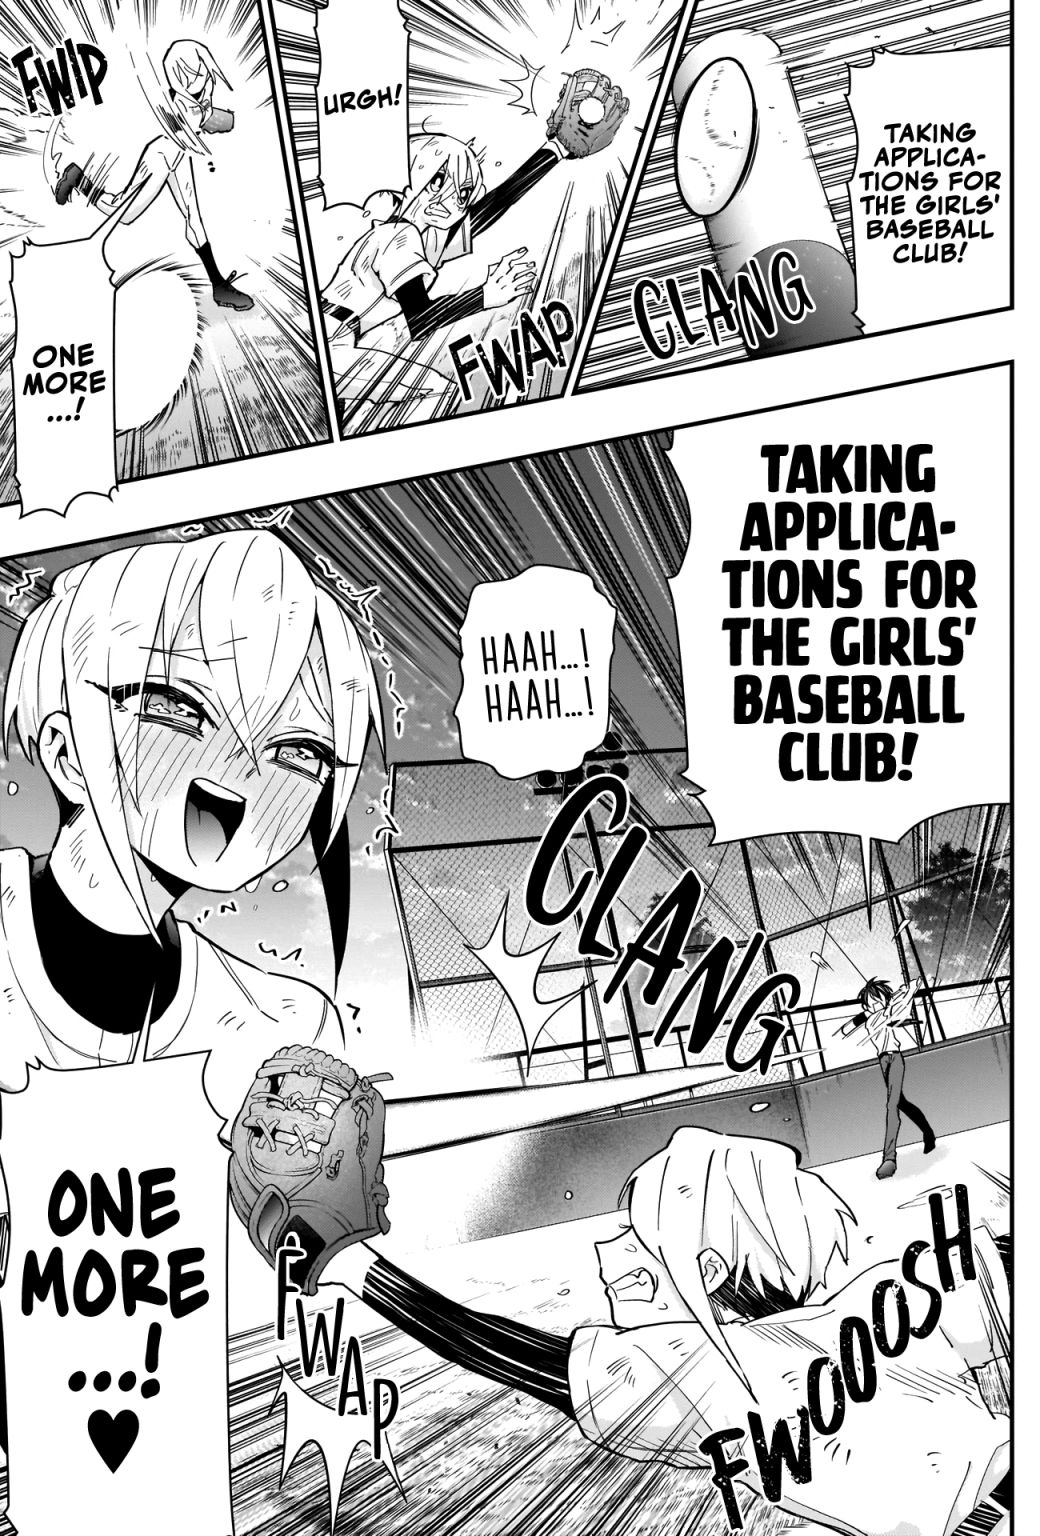 TAKING
APPLICA-
TIONS FOR
THE GIRLS'
BASEBALL
CLUB!
CLANG
URGH!
FWAP
FWIP
ONE
MORE
...!
TAKING
APPLICA-
TIONS FOR
THE GIRLS'
BASEBALL
CLUB!
HAAH...!
HAAH...!
CLANG
FWOOOSH
FWAP
ONE
MORE
...!
♥